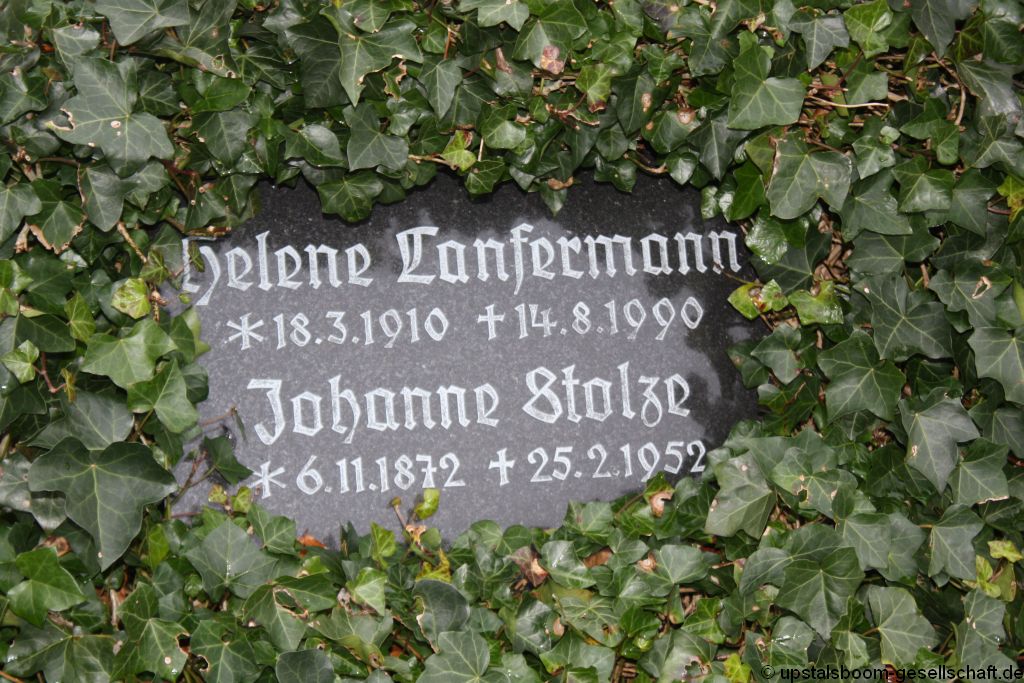 Helene Lanfermann
* 18.3.1910 † 14.8.1990
Johanne Stolze
* 6.11.1872 † 25.2.1952
© upstalsboom-gesellschaft.de